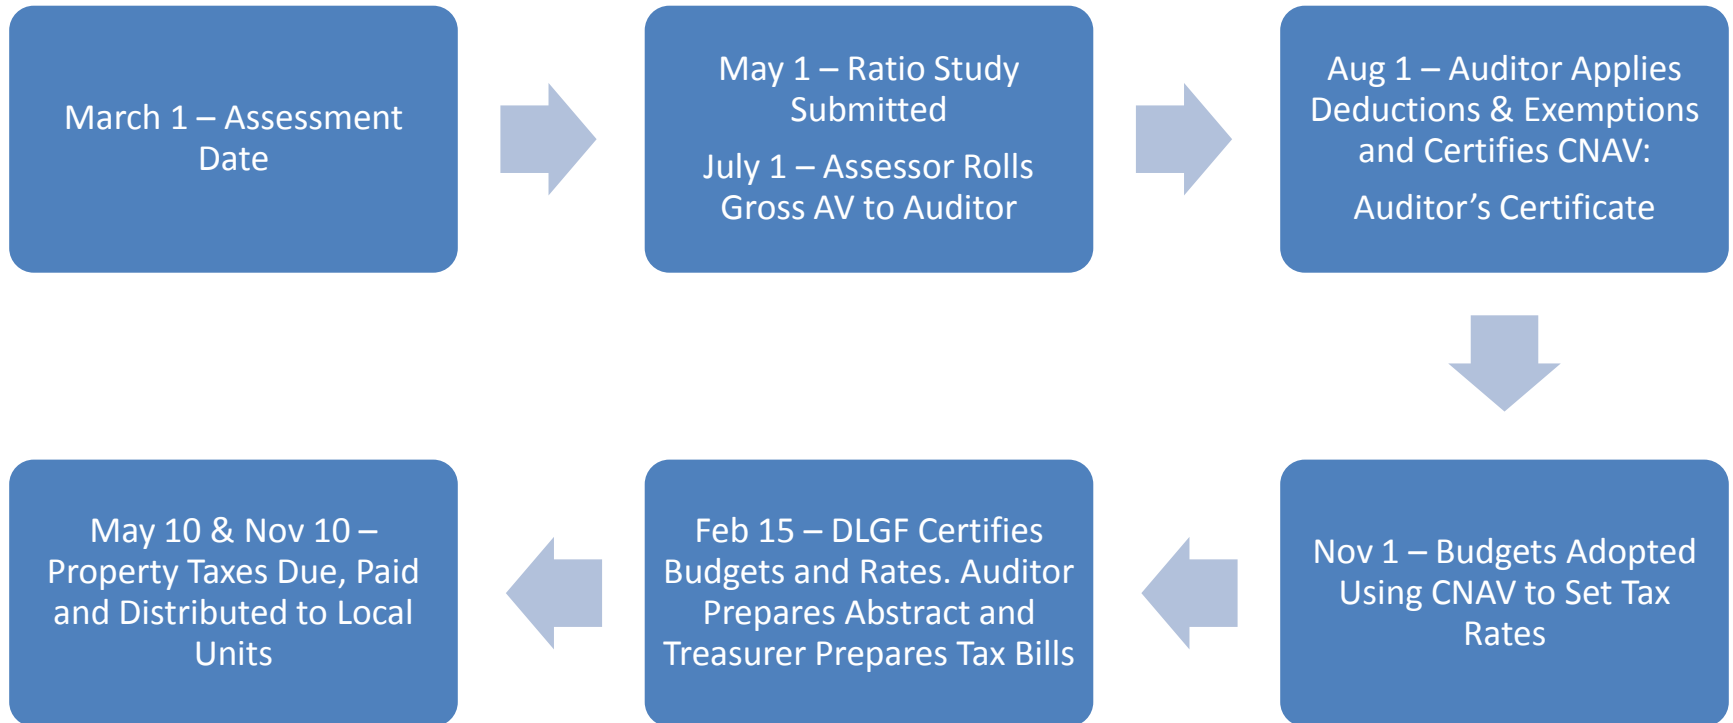 March 1 – Assessment
Date
May 1 – Ratio Study
Submitted
July 1 – Assessor Rolls
Gross AV to Auditor
Aug 1 – Auditor Applies
Deductions & Exemptions
and Certifies CNAV:
Auditor’s Certificate
Nov 1 – Budgets Adopted
Using CNAV to Set Tax
Rates
Feb 15 – DLGF Certifies
Budgets and Rates. Auditor
Prepares Abstract and
Treasurer Prepares Tax Bills
May 10 & Nov 10 –
Property Taxes Due, Paid
and Distributed to Local
Units